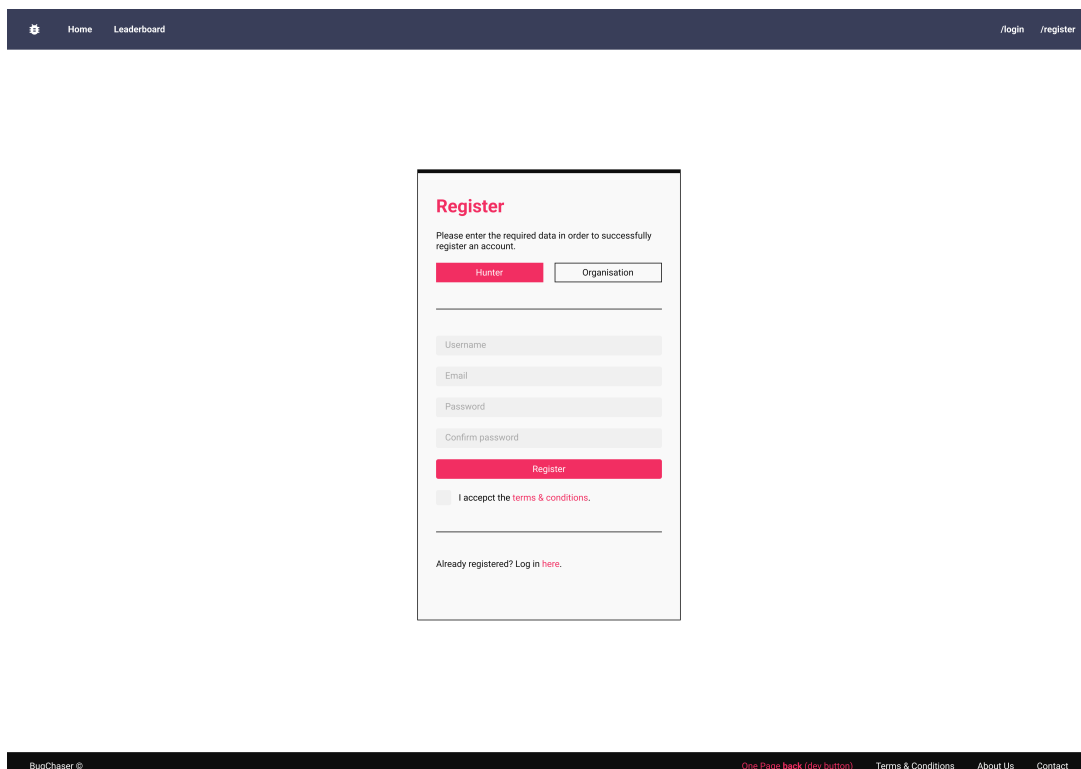 Home Leaderboard /login /register
Register
Please enter the required data in order to successfully
register an account.
Hunter Organisation
Username
Email
Password
Confirm password
Register
I accepct the terms & conditions.
Already registered? Log in here.
BugChaser © One Page back (dev button) Terms & Conditions About Us Contact